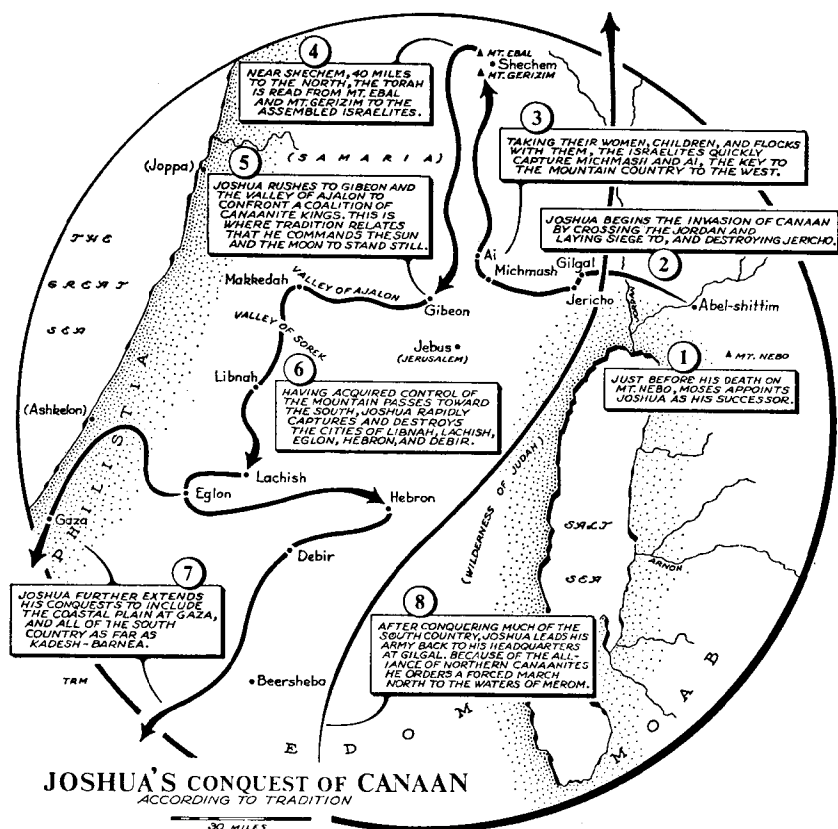 4
NEAR SHECHEM, 40 MILES
TO THE NORTH, THE TORAH
IS READ FROM MT. EBAL
AND MT. GERIZIM TO THE
ASSEMBLED ISRAELITES.
MT. EBAL
Shechem
MT. GERIZIM
3
TAKING THEIR WOMEN, CHILDREN, AND FLOCKS
WITH THEM, THE ISRAELITES QUICKLY
CAPTURE MICHMASH AND AI, THE KEY TO
THE MOUNTAIN COUNTRY TO THE WEST.
(SAMARIA)
(Joppa)
5
JOSHUA RUSHES TO GIBEON AND
THE VALLEY OF AJALON TO
CONFRONT A COALITION OF
CANAANITE KINGS. THIS IS
WHERE TRADITION RELATES
THAT HE COMMANDS THE SUN
AND THE MOON TO STAND STILL.
JOSHUA BEGINS THE INVASION OF CANAAN
BY CROSSING THE JORDAN AND
LAYING SIEGE TO, AND DESTROYING JERICHO.
2
THE
GREAT
SEA
Ai
Michmash
Gilgal
Jericho
Abel-shittim
Makkedah
VALLEY OF AJALON
Gibeon
VALLEY OF SOREK
Jebus
(JERUSALEM)
1
MT. NEBO
JUST BEFORE HIS DEATH ON
MT. NEBO, MOSES APPOINTS
JOSHUA AS HIS SUCCESSOR.
Libnah
6
HAVING ACQUIRED CONTROL OF
THE MOUNTAIN PASSES TOWARD
THE SOUTH, JOSHUA RAPIDLY
CAPTURES AND DESTROYS
THE CITIES OF LIBNAH, LACHISH,
EGLON, HEBRON, AND DEBIR.
(Ashkelon)
PHILISTIA
Lachish
Eglon
Hebron
Gaza
Debir
(WILDERNESS OF JUDAH)
SALT
SEA
ARNON
7
JOSHUA FURTHER EXTENDS
HIS CONQUESTS TO INCLUDE
THE COASTAL PLAIN AT GAZA,
AND ALL OF THE SOUTH
COUNTRY AS FAR AS
KADESH-BARNEA.
8
AFTER CONQUERING MUCH OF THE
SOUTH COUNTRY, JOSHUA LEADS HIS
ARMY BACK TO HIS HEADQUARTERS
AT GILGAL. BECAUSE OF THE ALL-
IANCE OF NORTHERN CANAANITES
HE ORDERS A FORCED MARCH
NORTH TO THE WATERS OF MEROM.
TRM
Beersheba
EDOM
MOAB
JOSHUA'S CONQUEST OF CANAAN
ACCORDING TO TRADITION
30 MILES